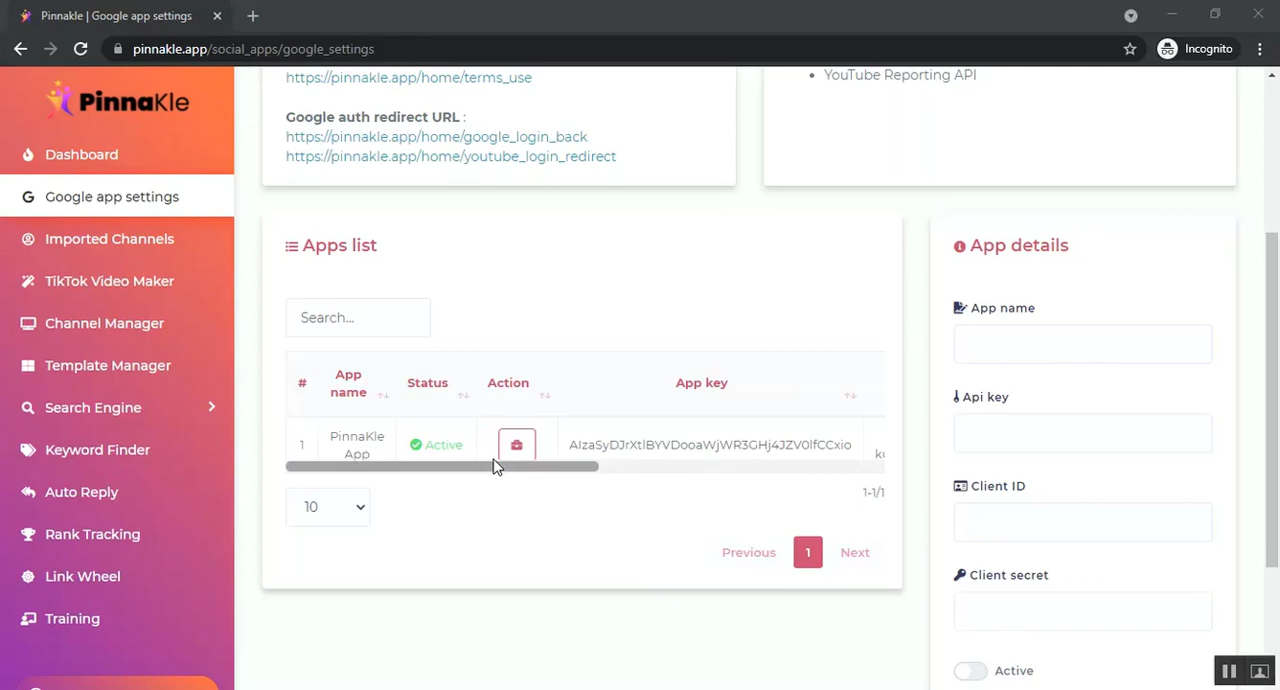 Pinnakle | Google app settings
pinnakle.app/social_apps/google_settings
Incognito
PinnaKle
Dashboard
Google app settings
Imported Channels
TikTok Video Maker
Channel Manager
Template Manager
Search Engine
Keyword Finder
Auto Reply
Rank Tracking
Link Wheel
Training
https://pinnakle.app/home/terms_use
Google auth redirect URL :
https://pinnakle.app/home/google_login_back
https://pinnakle.app/home/youtube_login_redirect
• YouTube Reporting API
Apps list
Search...
# App name Status Action App key
1 PinnaKle App Active AIzaSyDJrXtlBYVDooaWjWR3GHj4JZV0lfCCxio
10
1-1/1
Previous 1 Next
App details
App name
Api key
Client ID
Client secret
Active